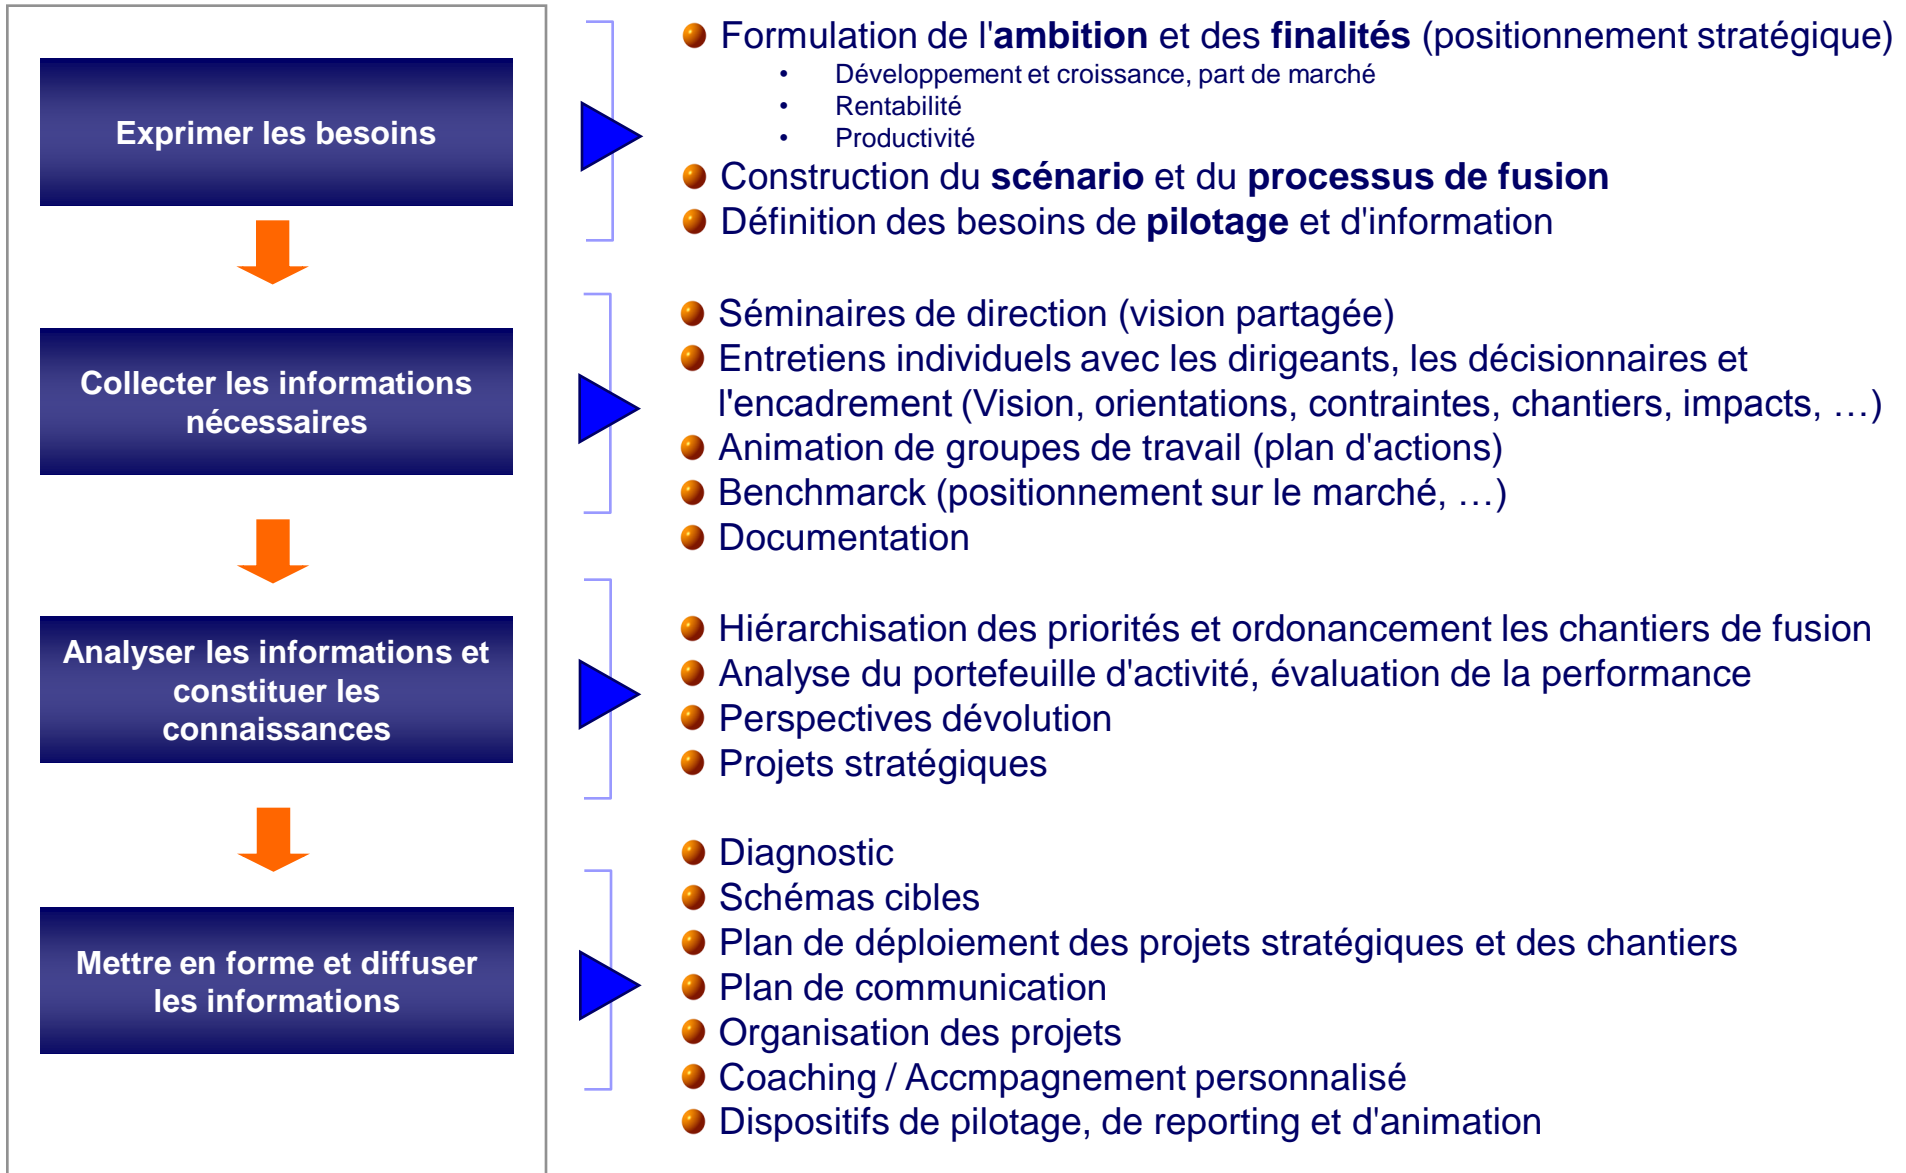 Exprimer les besoins
Formulation de l'ambition et des finalités (positionnement stratégique)
• Développement et croissance, part de marché
• Rentabilité
• Productivité
Construction du scénario et du processus de fusion
Définition des besoins de pilotage et d'information
Collecter les informations
nécessaires
Séminaires de direction (vision partagée)
Entretiens individuels avec les dirigeants, les décisionnaires et
l'encadrement (Vision, orientations, contraintes, chantiers, impacts, …)
Animation de groupes de travail (plan d'actions)
Benchmarck (positionnement sur le marché, …)
Documentation
Analyser les informations et
constituer les
connaissances
Hiérarchisation des priorités et ordonancement les chantiers de fusion
Analyse du portefeuille d'activité, évaluation de la performance
Perspectives dévolution
Projets stratégiques
Mettre en forme et diffuser
les informations
Diagnostic
Schémas cibles
Plan de déploiement des projets stratégiques et des chantiers
Plan de communication
Organisation des projets
Coaching / Accmpagnement personnalisé
Dispositifs de pilotage, de reporting et d'animation